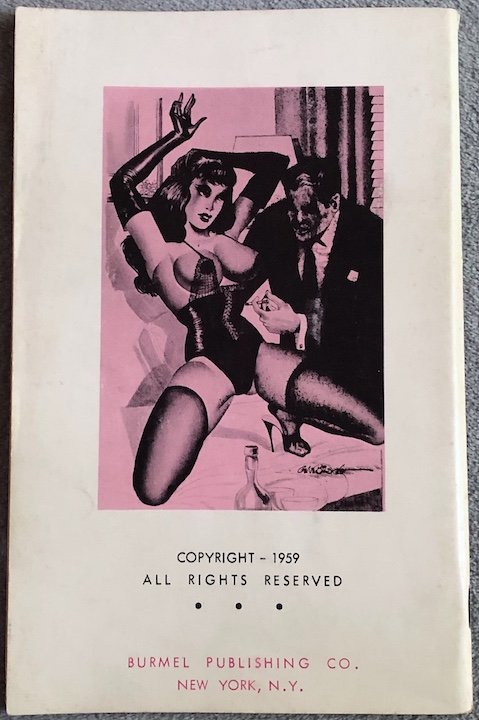 COPYRIGHT - 1959
ALL RIGHTS RESERVED
• • •
BURMEL PUBLISHING CO.
NEW YORK, N.Y.